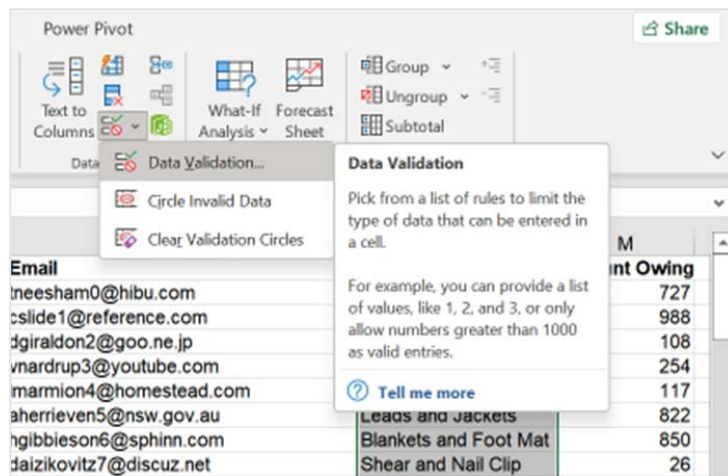 Power Pivot
Share
Text to
Columns
What-If
Analysis
Forecast
Sheet
Group
Ungroup
Subtotal
Data
Data Validation...
Circle Invalid Data
Clear Validation Circles
Data Validation
Pick from a list of rules to limit the
type of data that can be entered in
a cell.
For example, you can provide a list
of values, like 1, 2, and 3, or only
allow numbers greater than 1000
as valid entries.
Tell me more
M
Email
nt Owing
tneesham0@hibu.com
727
cslide1@reference.com
988
dgiraldon2@goo.ne.jp
108
vnardrup3@youtube.com
254
marmion4@homestead.com
117
aherrieven5@nsw.gov.au
Leads and Jackets
822
hgibbieson6@sphinn.com
Blankets and Foot Mat
850
daizikovitz7@discuz.net
Shear and Nail Clip
26